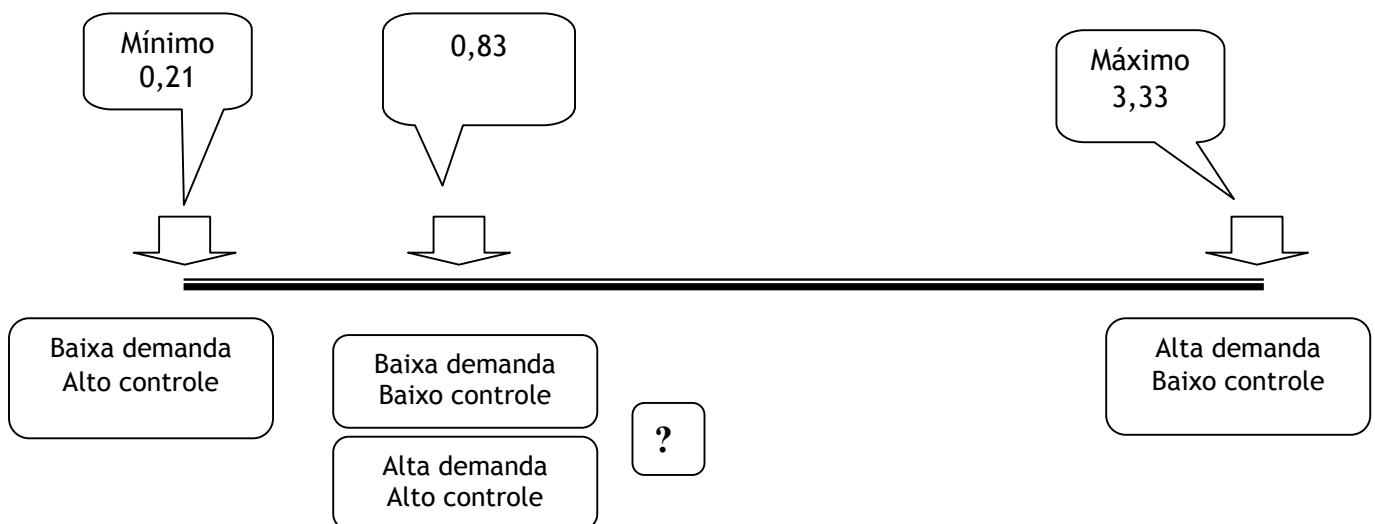 Mínimo
0,21
0,83
Máximo
3,33
Baixa demanda
Alto controle
Baixa demanda
Baixo controle
Alta demanda
Alto controle
?
Alta demanda
Baixo controle